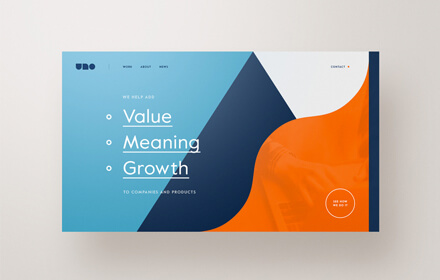 uno
WORK ABOUT NEWS
CONTACT
WE HELP ADD
Value
Meaning
Growth
TO COMPANIES AND PRODUCTS
SEE HOW
WE DO IT